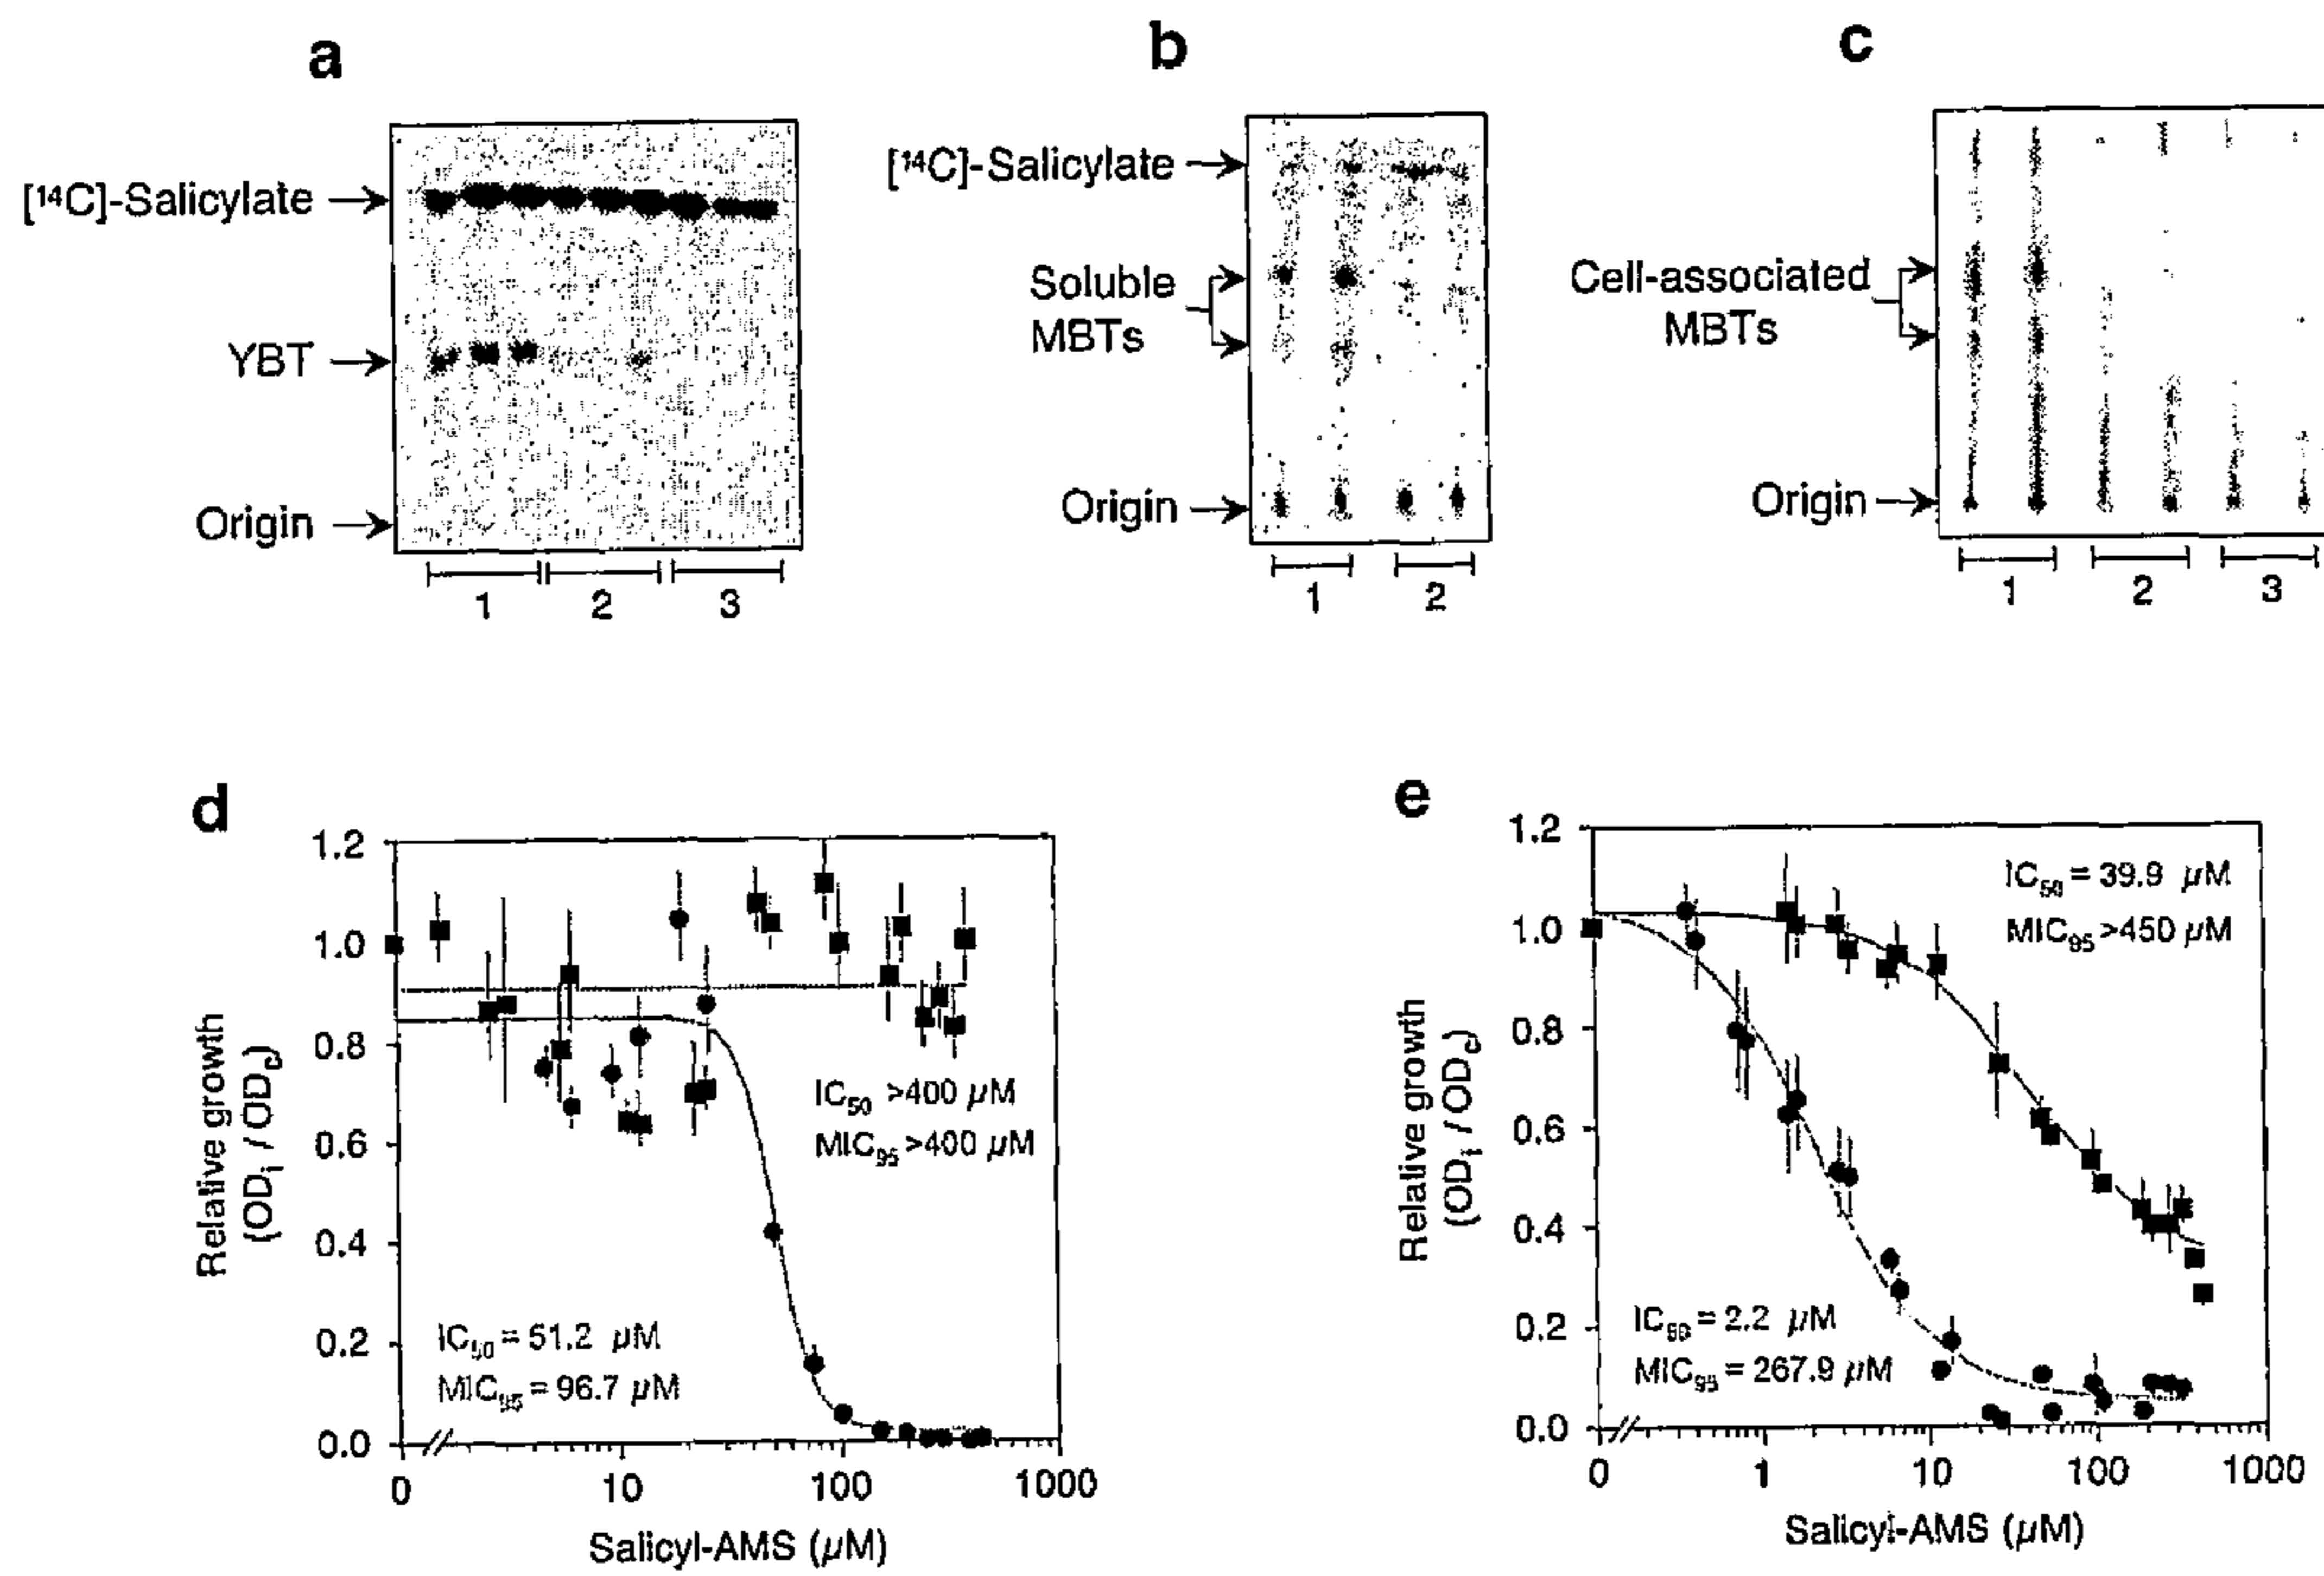 a
[¹⁴C]-Salicylate
YBT
Origin
1 2 3
b
[¹⁴C]-Salicylate
Soluble
MBTs
Origin
1 2
c
Cell-associated
MBTs
Origin
1 2 3
d
1.2
1.0
0.8
0.6
0.4
0.2
0.0
Relative growth
(ODᵢ / OD꜀)
IC₅₀ >400 µM
MIC₉₅ >400 µM
IC₅₀ = 51.2 µM
MIC₉₅ = 96.7 µM
0 10 100 1000
Salicyl-AMS (µM)
e
1.2
1.0
0.8
0.6
0.4
0.2
0.0
Relative growth
(ODᵢ / OD꜀)
IC₅₀ = 39.9 µM
MIC₉₅ >450 µM
IC₅₀ = 2.2 µM
MIC₉₅ = 267.9 µM
0 1 10 100 1000
Salicyl-AMS (µM)